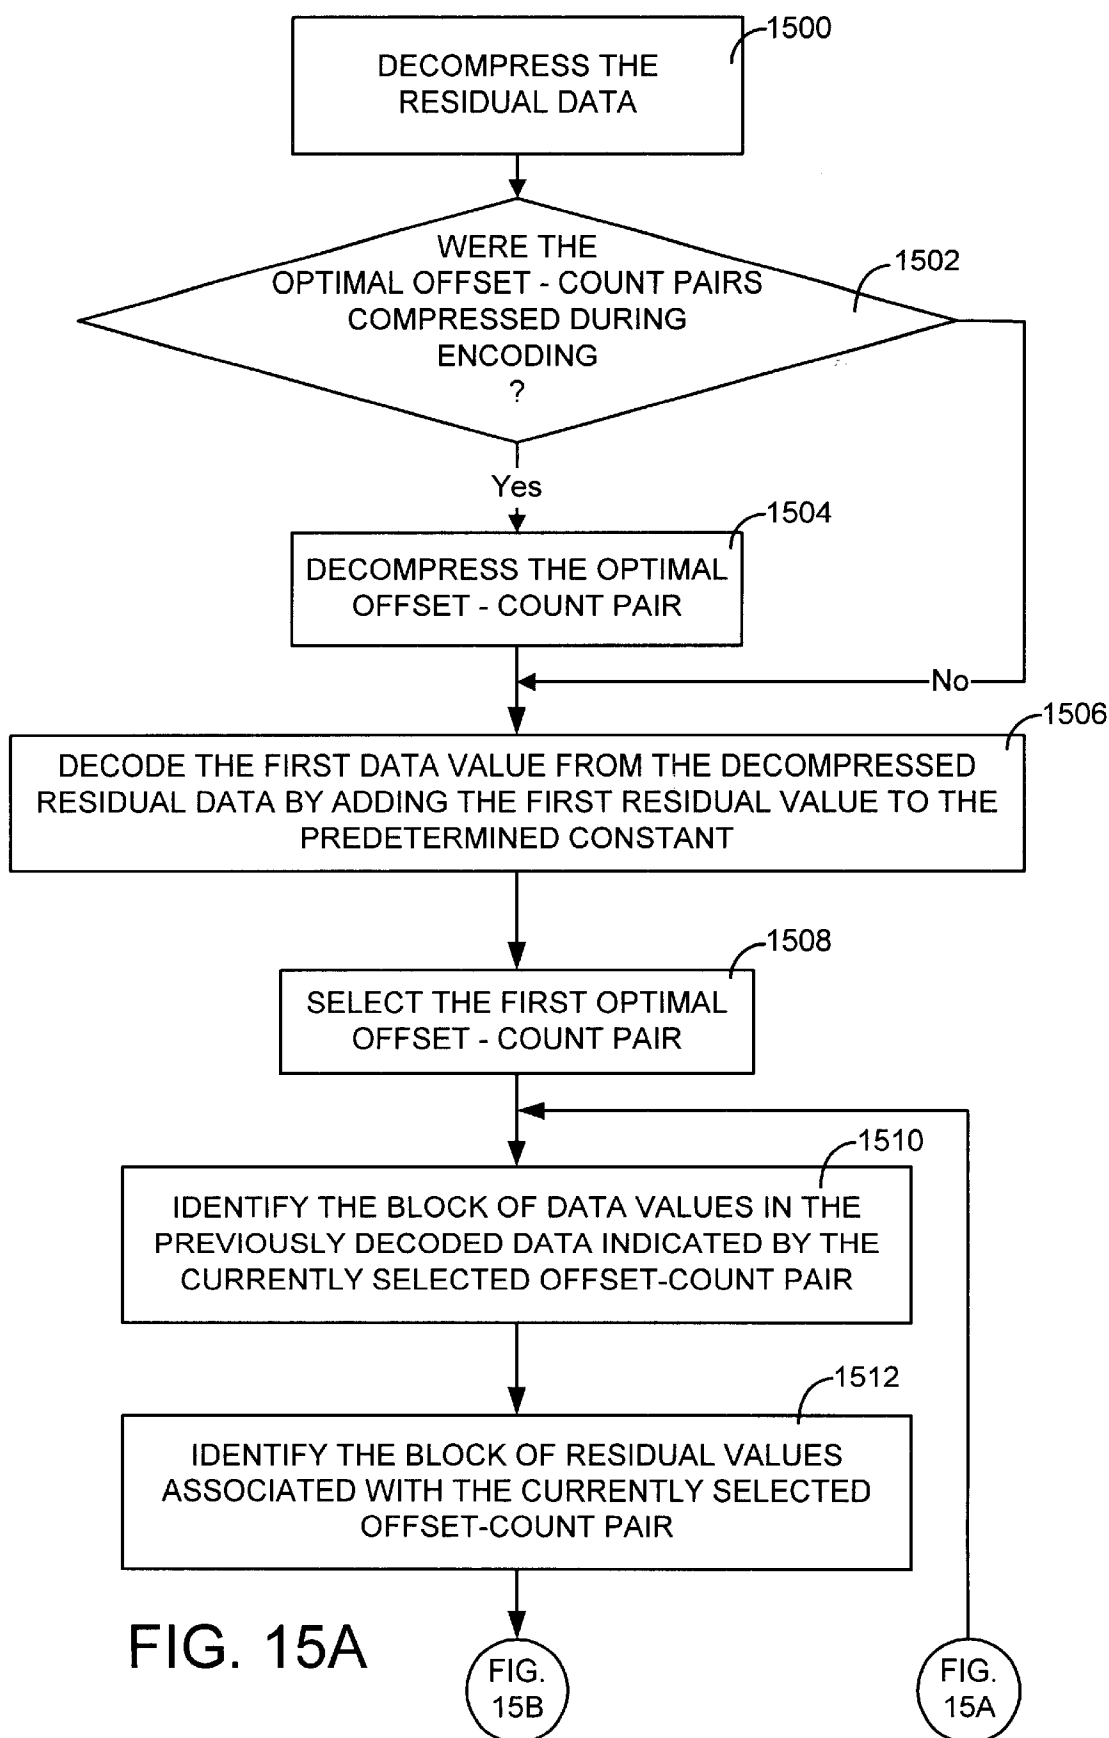 1500
DECOMPRESS THE
RESIDUAL DATA
WERE THE
OPTIMAL OFFSET - COUNT PAIRS
COMPRESSED DURING
ENCODING
?
1502
Yes
1504
DECOMPRESS THE OPTIMAL
OFFSET - COUNT PAIR
No
1506
DECODE THE FIRST DATA VALUE FROM THE DECOMPRESSED
RESIDUAL DATA BY ADDING THE FIRST RESIDUAL VALUE TO THE
PREDETERMINED CONSTANT
1508
SELECT THE FIRST OPTIMAL
OFFSET - COUNT PAIR
1510
IDENTIFY THE BLOCK OF DATA VALUES IN THE
PREVIOUSLY DECODED DATA INDICATED BY THE
CURRENTLY SELECTED OFFSET-COUNT PAIR
1512
IDENTIFY THE BLOCK OF RESIDUAL VALUES
ASSOCIATED WITH THE CURRENTLY SELECTED
OFFSET-COUNT PAIR
FIG. 15A
FIG.
15B
FIG.
15A